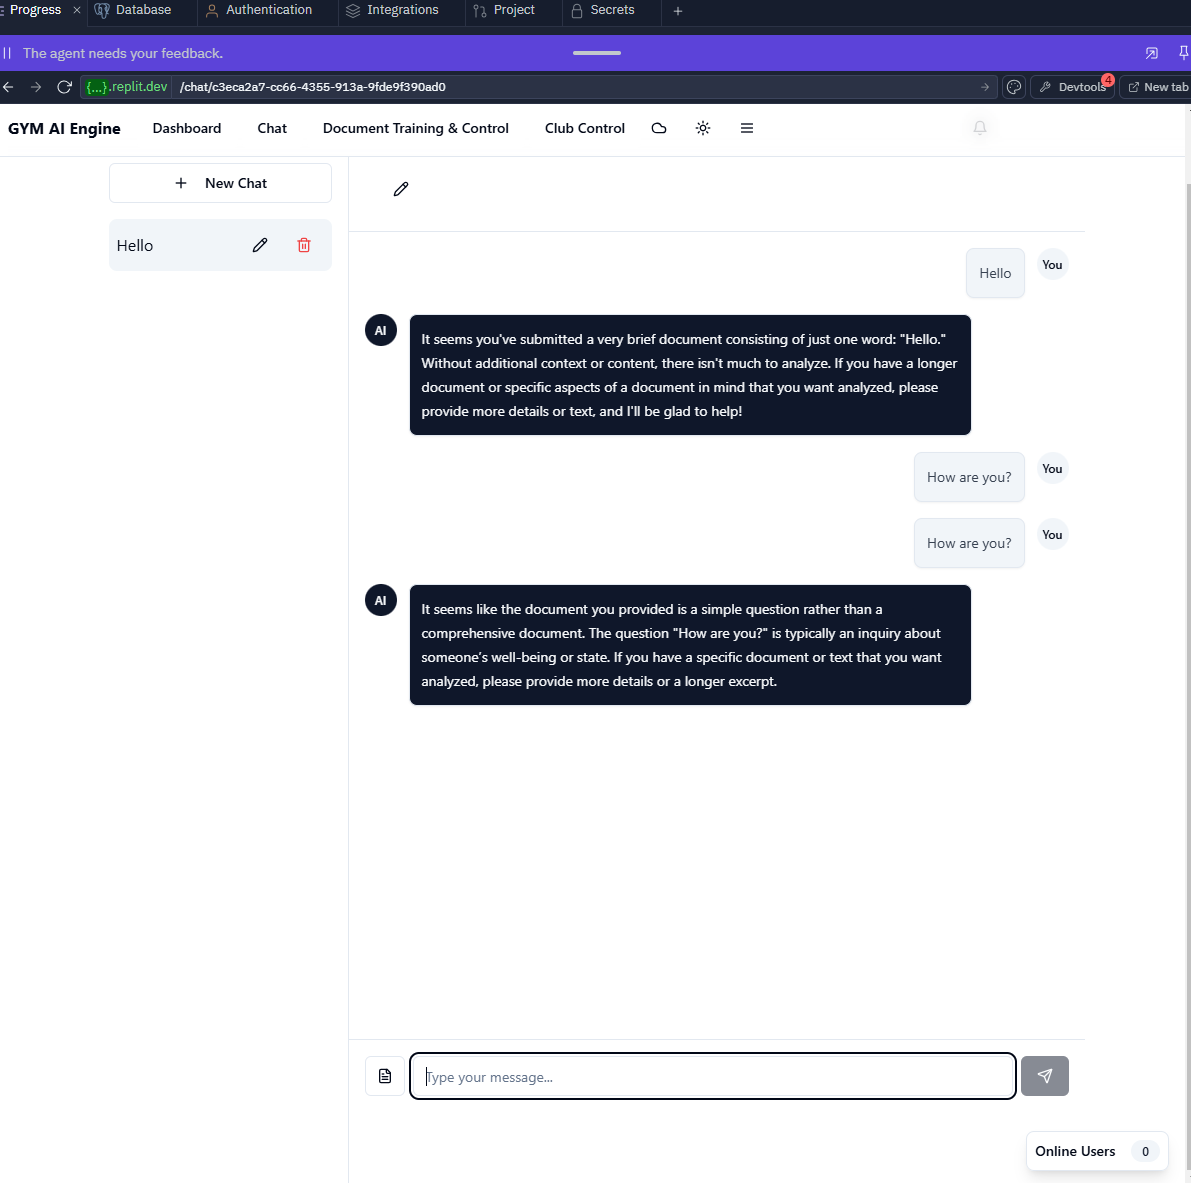 Progress × Database Authentication Integrations Project Secrets +
The agent needs your feedback.
{...}.replit.dev /chat/c3eca2a7-cc66-4355-913a-9fde9f390ad0 Devtools 4 New tab
GYM AI Engine Dashboard Chat Document Training & Control Club Control
+ New Chat
Hello
Hello
You
AI
It seems you've submitted a very brief document consisting of just one word: "Hello."
Without additional context or content, there isn't much to analyze. If you have a longer
document or specific aspects of a document in mind that you want analyzed, please
provide more details or text, and I'll be glad to help!
How are you?
You
How are you?
You
AI
It seems like the document you provided is a simple question rather than a
comprehensive document. The question "How are you?" is typically an inquiry about
someone’s well-being or state. If you have a specific document or text that you want
analyzed, please provide more details or a longer excerpt.
Type your message...
Online Users 0